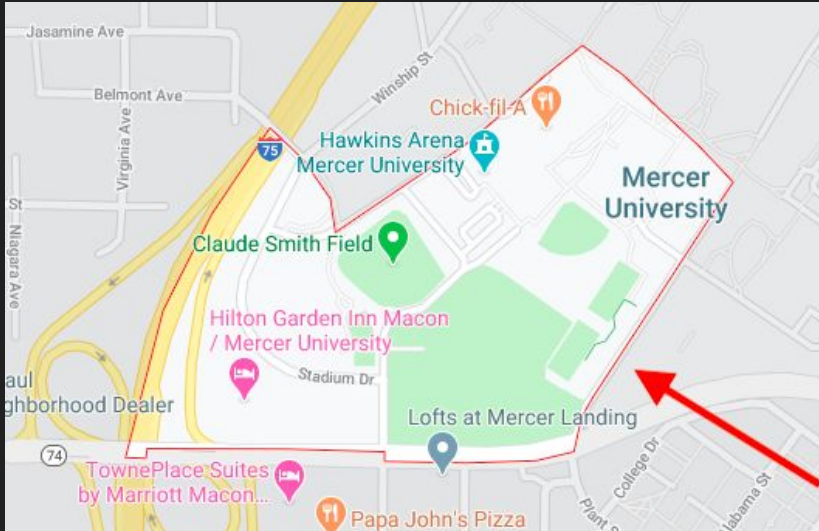 Jasamine Ave
Winship St
Belmont Ave
Virginia Ave
Chick-fil-A
75
Hawkins Arena
Mercer University
Mercer
University
St
Niagara Ave
Claude Smith Field
Hilton Garden Inn Macon
/ Mercer University
Stadium Dr
aul
ghborhood Dealer
Lofts at Mercer Landing
74
TownePlace Suites
by Marriott Macon...
College Dr
Plant S
labama St
Papa John's Pizza